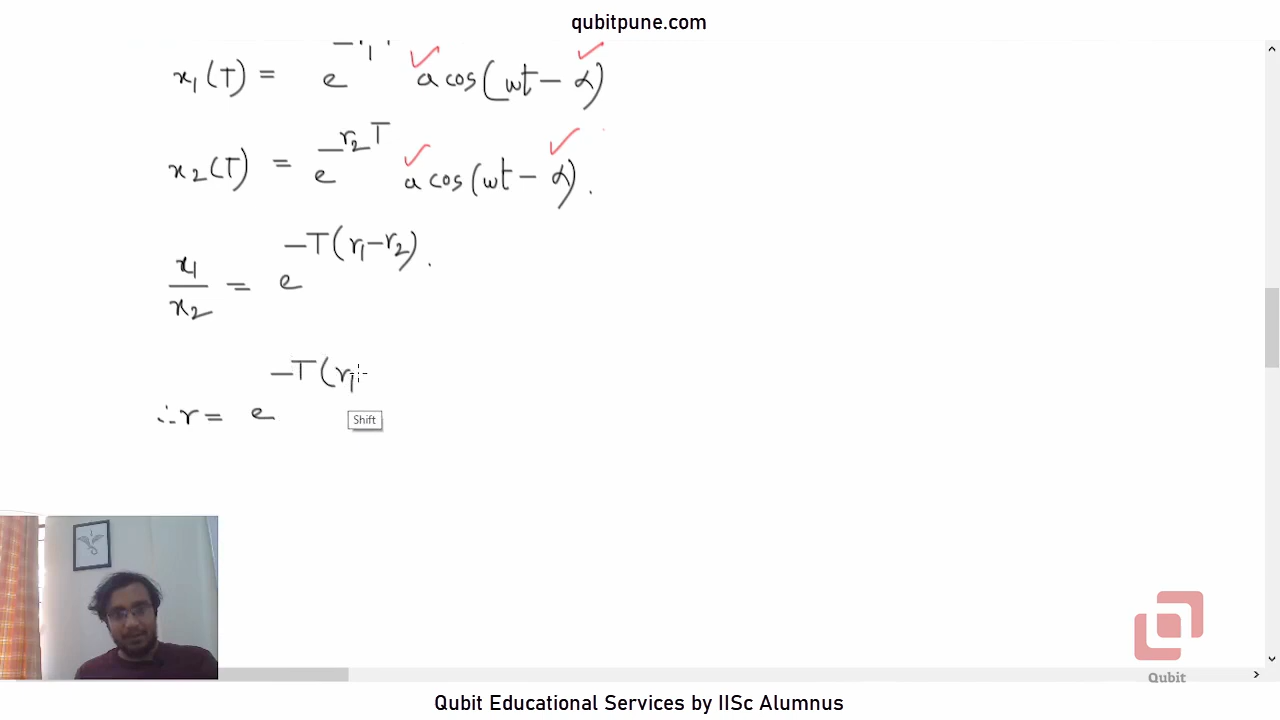 qubitpune.com
x₁(T) = e^{-r₁T} a cos(ωt - α)
x₂(T) = e^{-r₂T} a cos(ωt - α).
x₁/x₂ = e^{-T(r₁-r₂)}.
∴ r = e^{-T(r₁
Shift
Qubit
Qubit Educational Services by IISc Alumnus